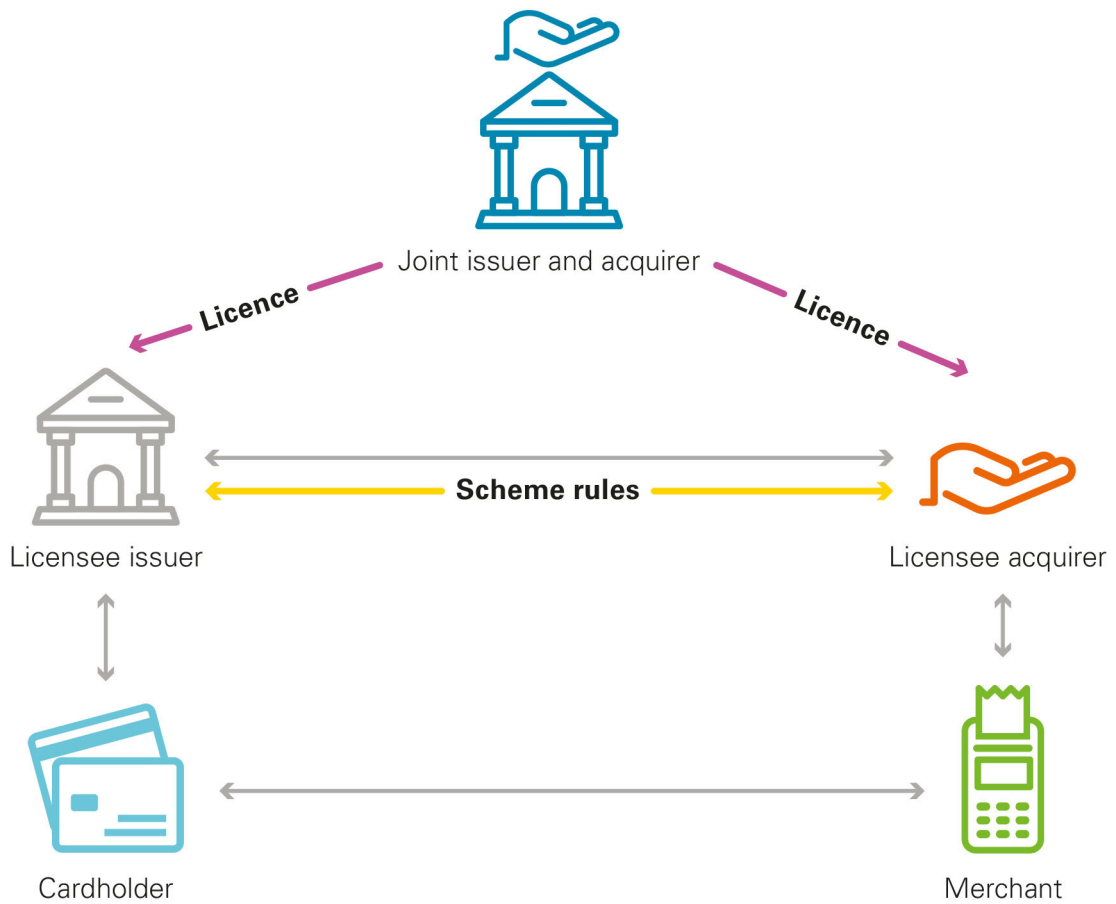 Joint issuer and acquirer
Licence
Licence
Scheme rules
Licensee issuer
Licensee acquirer
Cardholder
Merchant